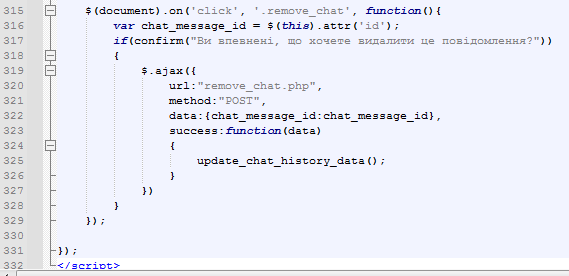 315 $(document).on('click', '.remove_chat', function(){
316 var chat_message_id = $(this).attr('id');
317 if(confirm("Ви впевнені, що хочете видалити це повідомлення?"))
318 {
319 $.ajax({
320 url:"remove_chat.php",
321 method:"POST",
322 data:{chat_message_id:chat_message_id},
323 success:function(data)
324 {
325 update_chat_history_data();
326 }
327 })
328 }
329 });
330
331 });
332 </script>